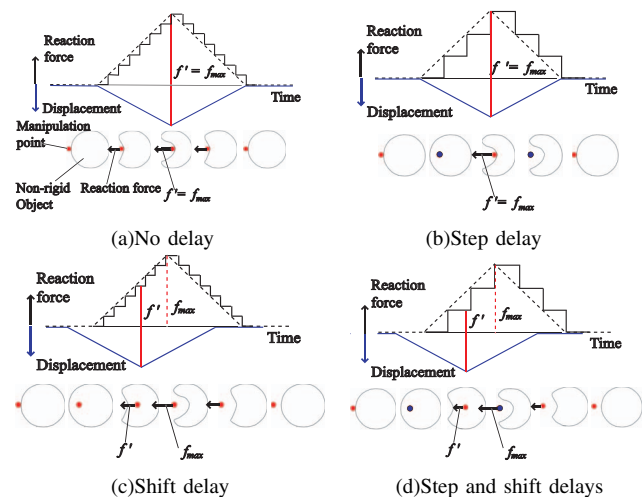 Reaction
force
f' = fmax
Time
Displacement
Manipulation
point
Non-rigid
Object
Reaction force
f'= fmax
(a)No delay
Reaction
force
f' = fmax
Time
Displacement
f'= fmax
(b)Step delay
Reaction
force
f'
fmax
Time
Displacement
f'
fmax
(c)Shift delay
Reaction
force
f'
fmax
Time
Displacement
f'
fmax
(d)Step and shift delays